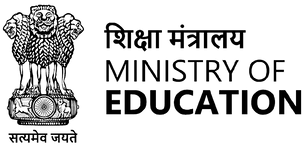 शिक्षा मंत्रालय
MINISTRY OF
EDUCATION
सत्यमेव जयते